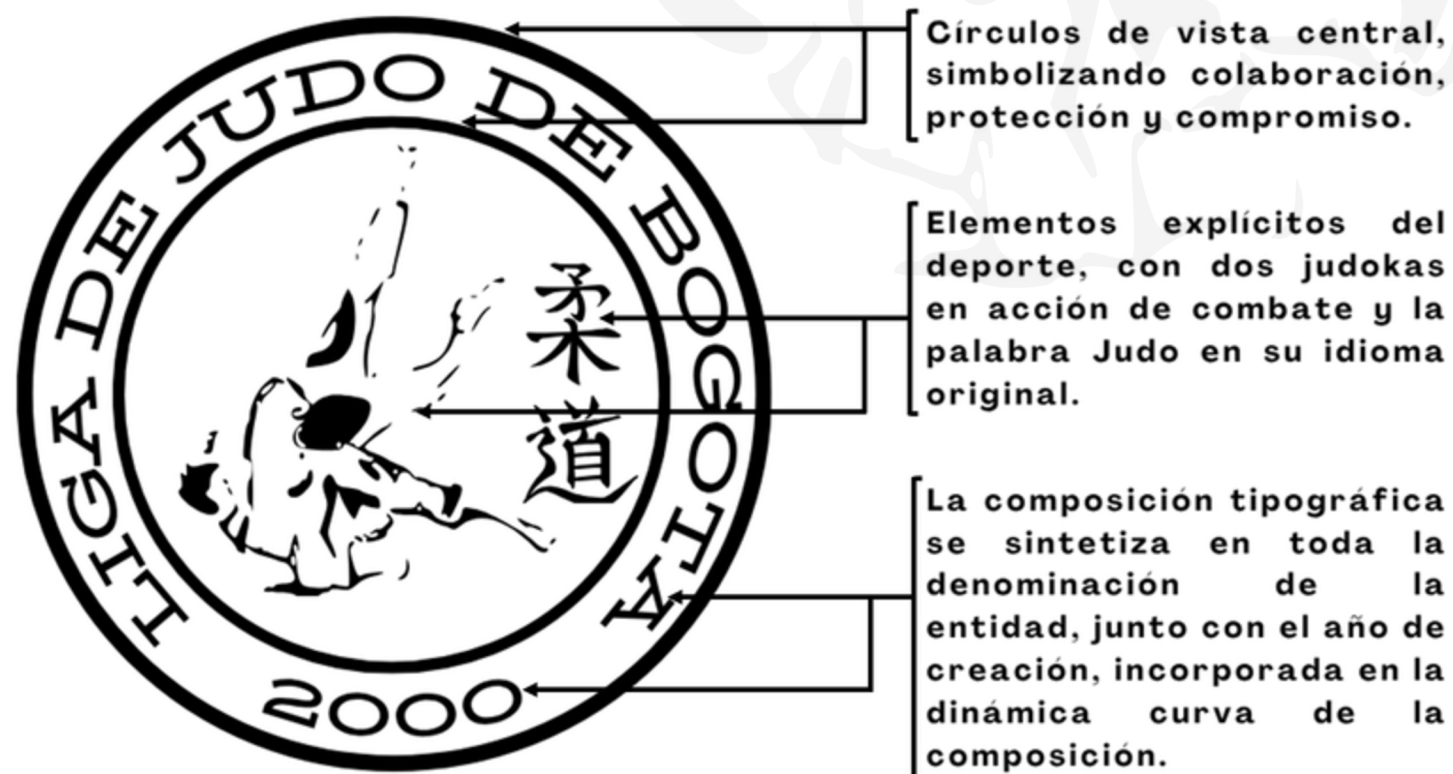 LIGA DE JUDO DE BOGOTA
2000
柔道
Círculos de vista central,
simbolizando colaboración,
protección y compromiso.
Elementos explícitos del
deporte, con dos judokas
en acción de combate y la
palabra Judo en su idioma
original.
La composición tipográfica
se sintetiza en toda la
denominación de la
entidad, junto con el año de
creación, incorporada en la
dinámica curva de la
composición.